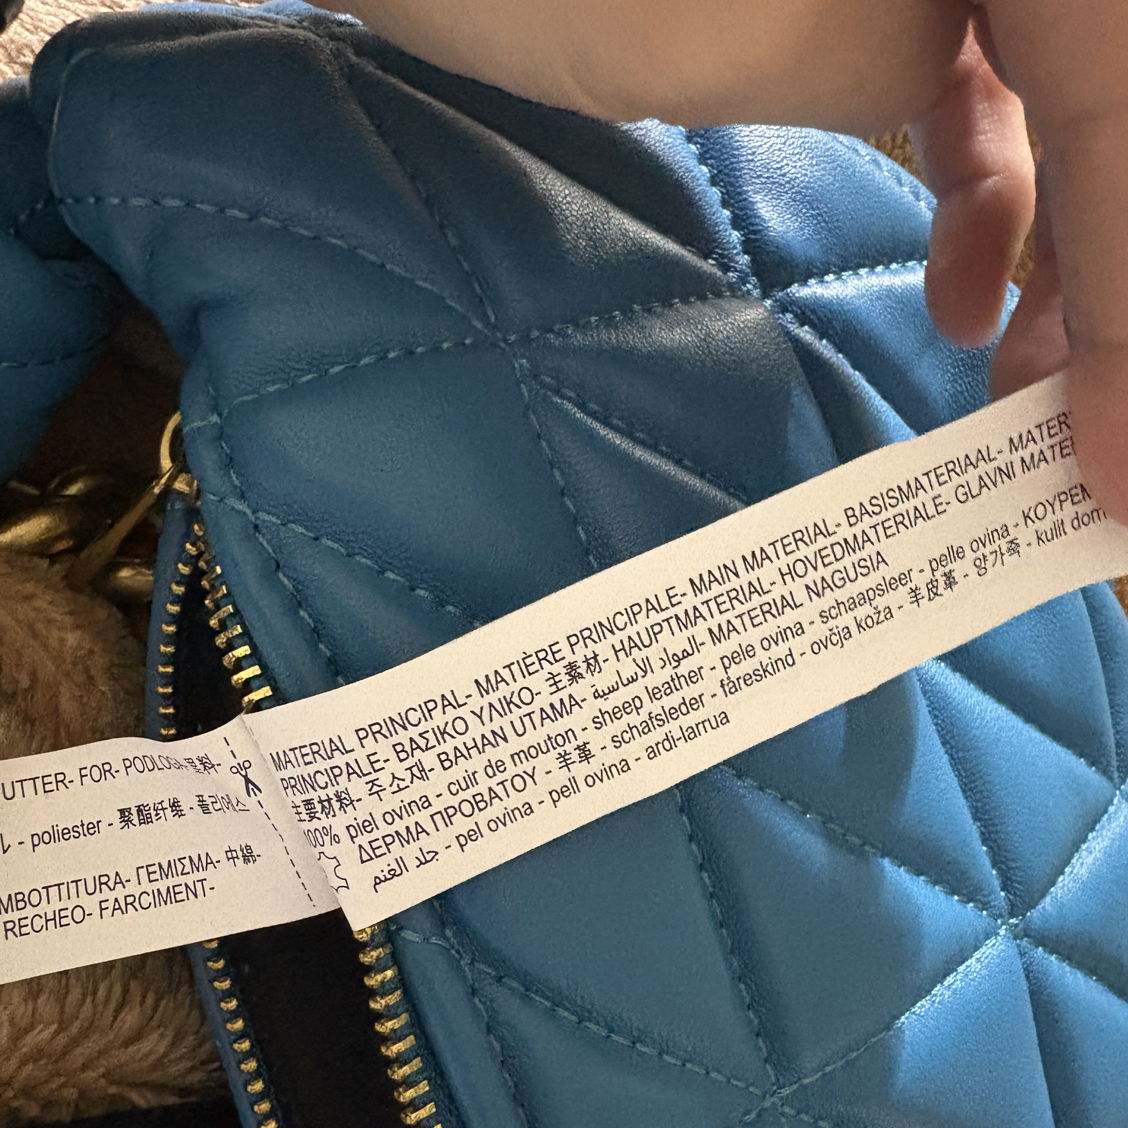 UTTER- FOR- PODLOGA- 里料-
ル - poliester - 聚酯纤维 - 폴리에스
MBOTTITURA- ΓΕΜΙΣΜΑ- 中綿-
RECHEO- FARCIMENT-
MATERIAL PRINCIPAL- MATIÈRE PRINCIPALE- MAIN MATERIAL- BASISMATERIAAL- MATER
PRINCIPALE- ΒΑΣΙΚΟ ΥΛΙΚΟ- 主素材- HAUPTMATERIAL- HOVEDMATERIALE- GLAVNI MATE
主要材料- 주소재- BAHAN UTAMA- المواد الأساسية- MATERIAL NAGUSIA
100% piel ovina - cuir de mouton - sheep leather - pele ovina - schaapsleer - pelle ovina - ΚΟΥΡΕΜ
ΔΕΡΜΑ ΠΡΟΒΑΤΟΥ - 羊革 - schafsleder - fåreskind - ovčja koža - 羊皮革 - 양가죽 - kulit dom
جلد الغنم - pel ovina - pell ovina - ardi-larrua